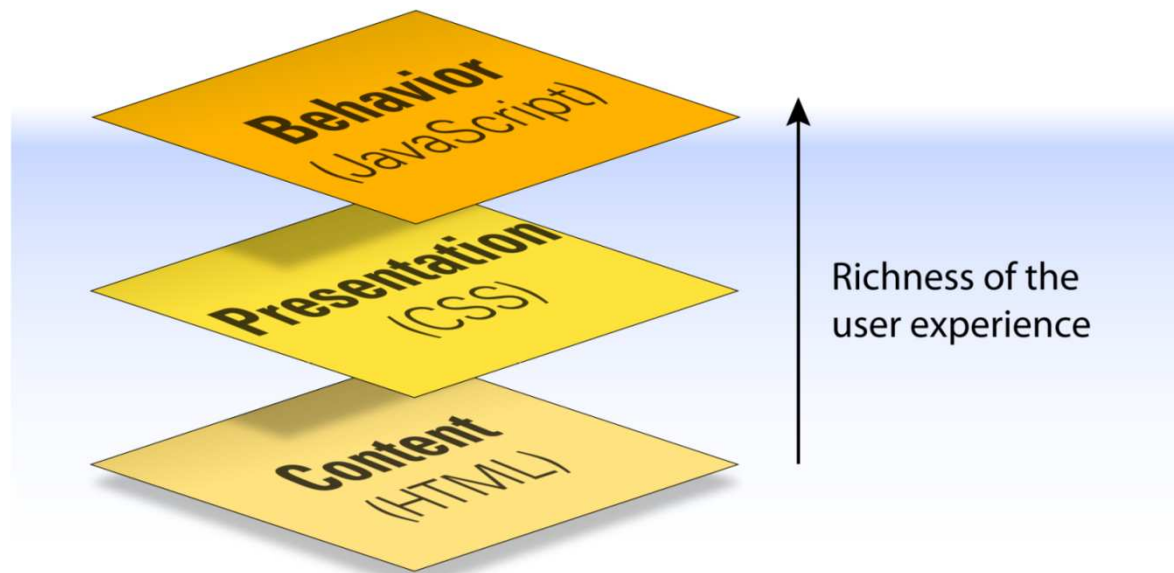 Behavior
(JavaScript)
Presentation
(CSS)
Content
(HTML)
Richness of the
user experience